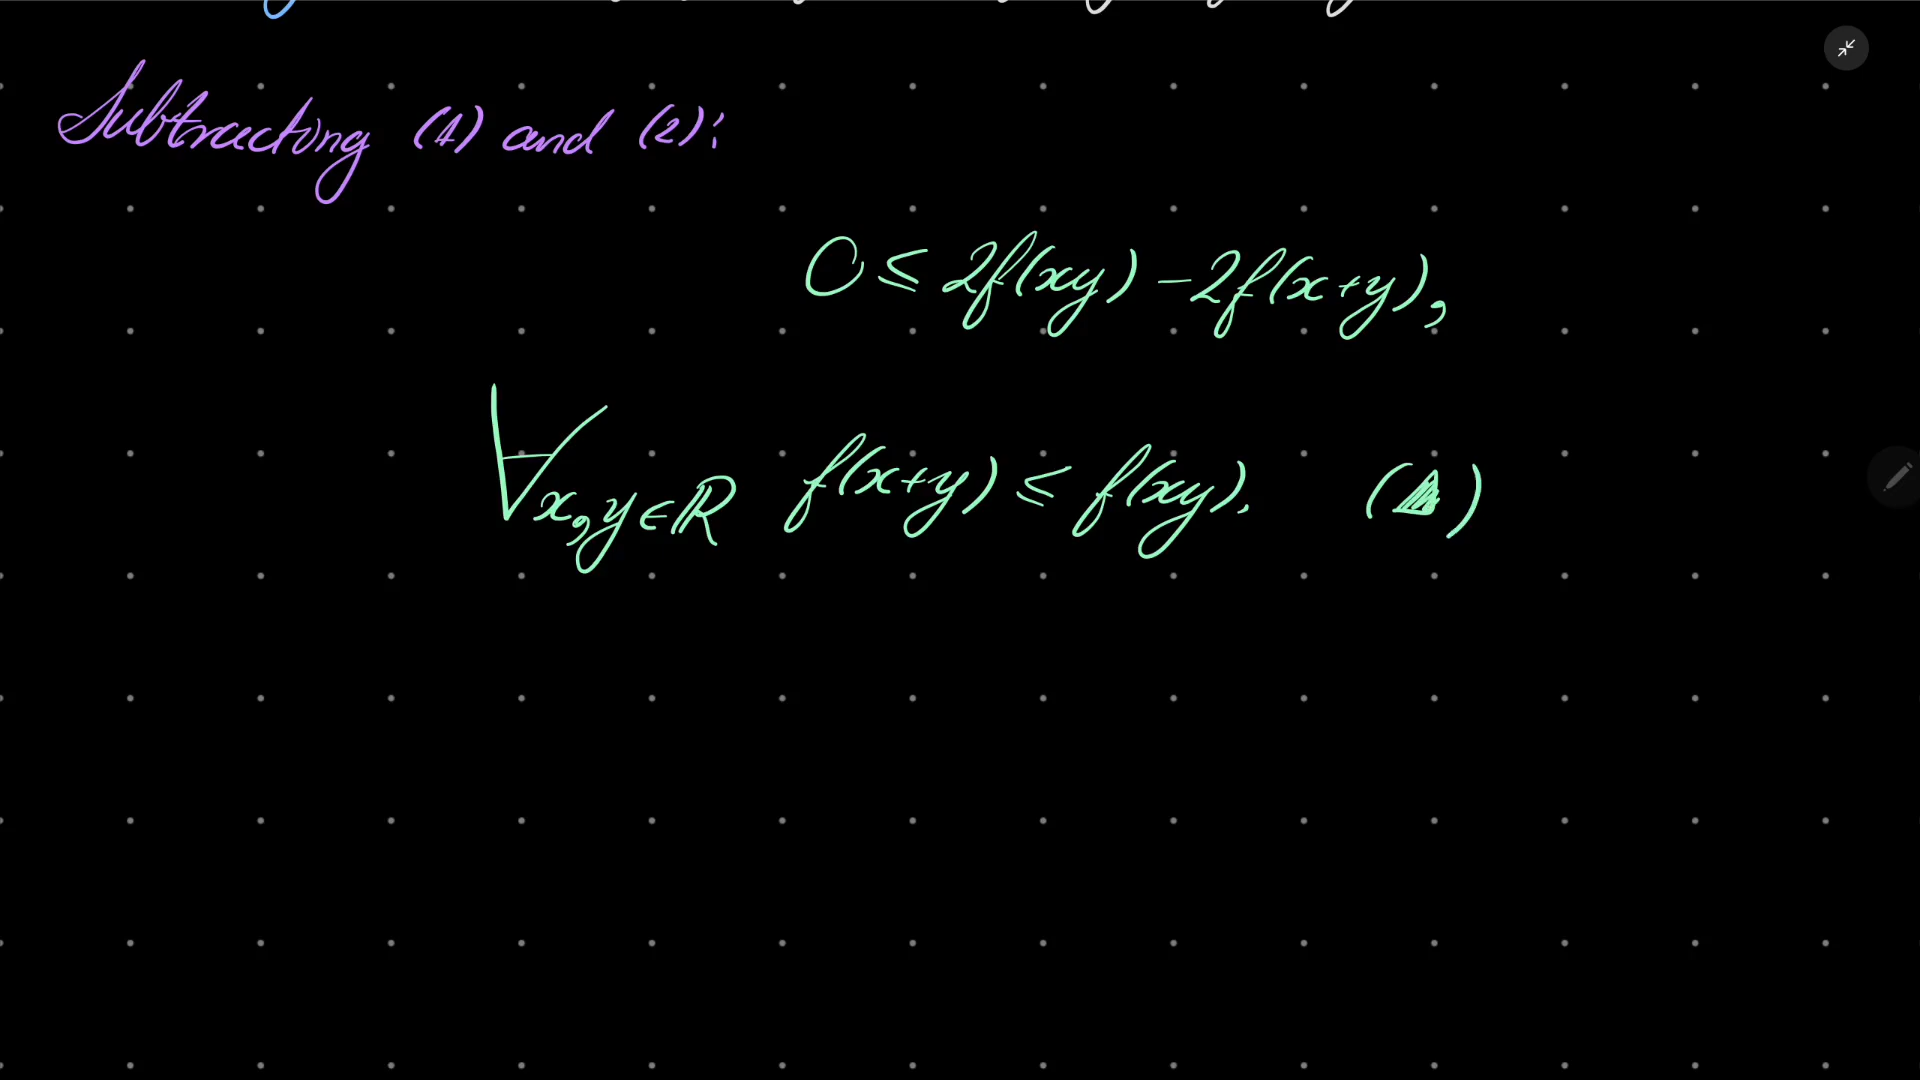 Subtracting (1) and (2):
0 ≤ 2f(xy) - 2f(x+y),
∀x,y∈ℝ f(x+y) ≤ f(xy). (▲)